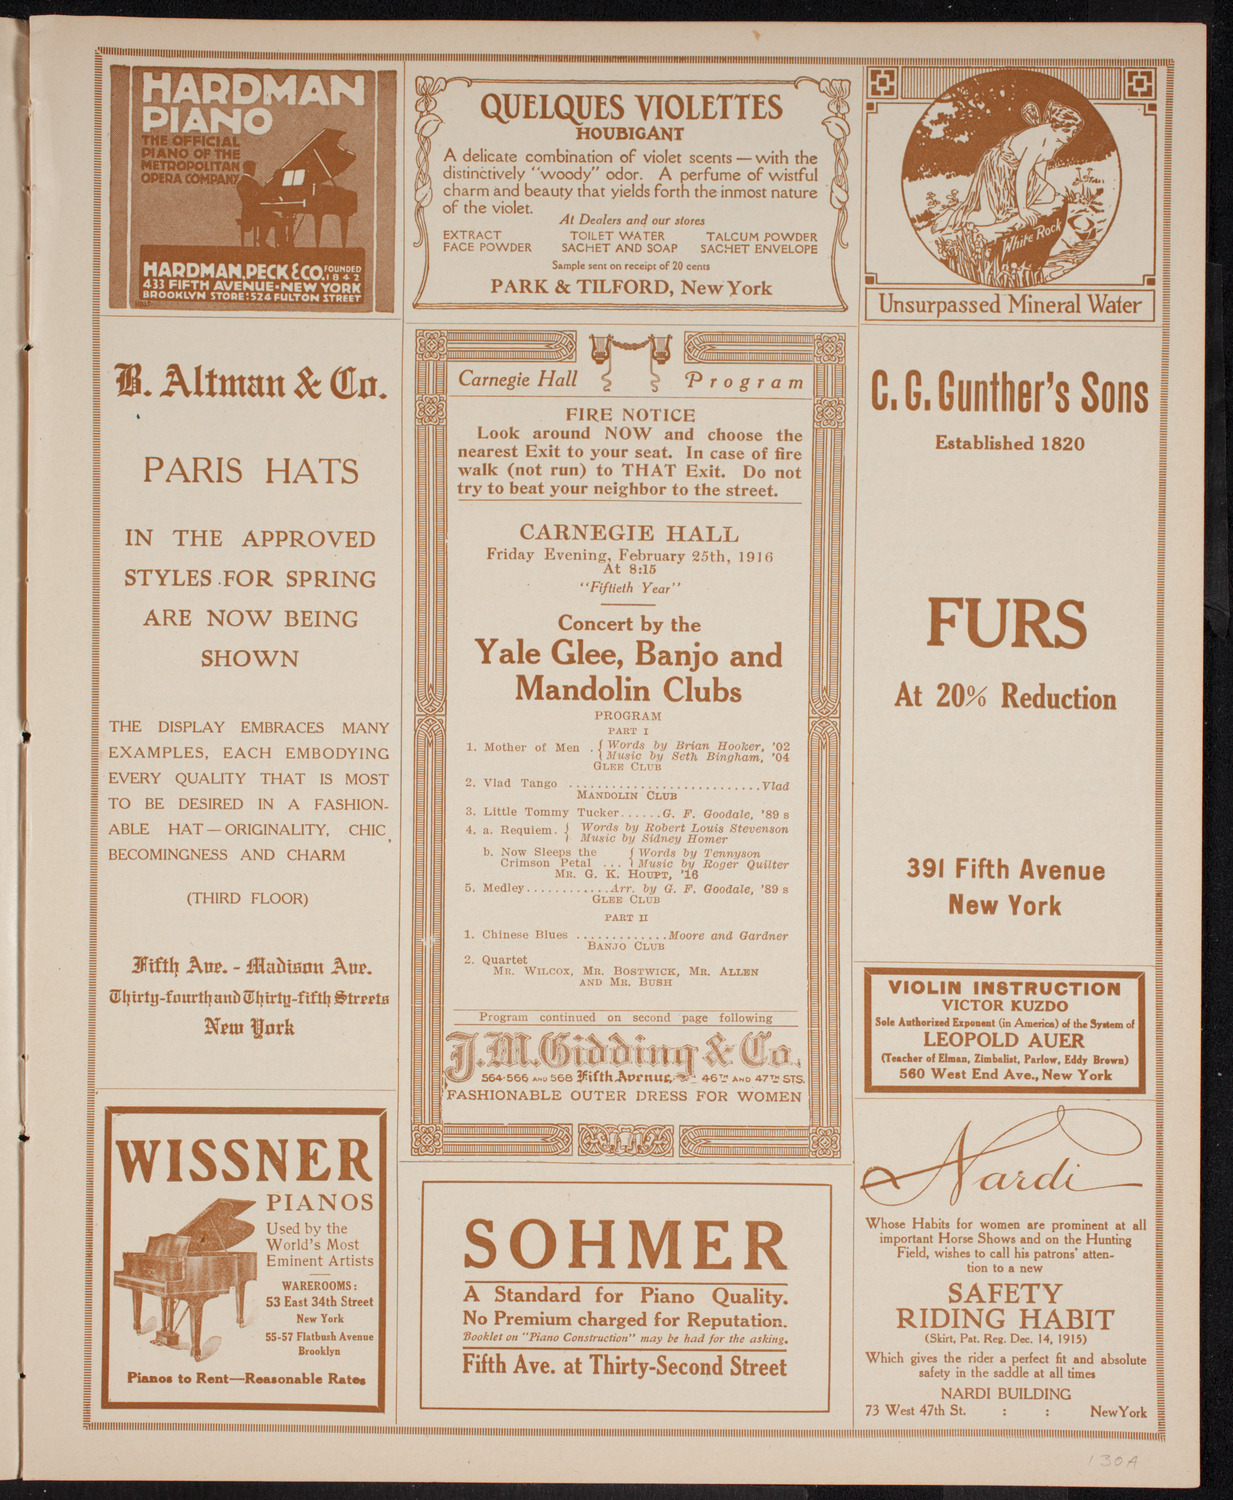 HARDMAN
PIANO
THE OFFICIAL
PIANO OF THE
METROPOLITAN
OPERA COMPANY
HARDMAN, PECK & CO. FOUNDED 1842
433 FIFTH AVENUE-NEW YORK
BROOKLYN STORE: 524 FULTON STREET
QUELQUES VIOLETTES
HOUBIGANT
A delicate combination of violet scents — with the
distinctively "woody" odor. A perfume of wistful
charm and beauty that yields forth the inmost nature
of the violet.
At Dealers and our stores
EXTRACT TOILET WATER TALCUM POWDER
FACE POWDER SACHET AND SOAP SACHET ENVELOPE
Sample sent on receipt of 20 cents
PARK & TILFORD, New York
White Rock
Unsurpassed Mineral Water
B. Altman & Co.
PARIS HATS
IN THE APPROVED
STYLES FOR SPRING
ARE NOW BEING
SHOWN
THE DISPLAY EMBRACES MANY
EXAMPLES, EACH EMBODYING
EVERY QUALITY THAT IS MOST
TO BE DESIRED IN A FASHION-
ABLE HAT — ORIGINALITY, CHIC,
BECOMINGNESS AND CHARM
(THIRD FLOOR)
Fifth Ave. - Madison Ave.
Thirty-fourth and Thirty-fifth Streets
New York
Carnegie Hall Program
FIRE NOTICE
Look around NOW and choose the
nearest Exit to your seat. In case of fire
walk (not run) to THAT Exit. Do not
try to beat your neighbor to the street.
CARNEGIE HALL
Friday Evening, February 25th, 1916
At 8:15
"Fiftieth Year"
Concert by the
Yale Glee, Banjo and
Mandolin Clubs
PROGRAM
PART I
1. Mother of Men . { Words by Brian Hooker, '02
{ Music by Seth Bingham, '04
GLEE CLUB
2. Vlad Tango ........................... Vlad
MANDOLIN CLUB
3. Little Tommy Tucker......G. F. Goodale, '89 s
4. a. Requiem. { Words by Robert Louis Stevenson
{ Music by Sidney Homer
b. Now Sleeps the { Words by Tennyson
Crimson Petal ... { Music by Roger Quilter
MR. G. K. HOUPT, '16
5. Medley............Arr. by G. F. Goodale, '89 s
GLEE CLUB
PART II
1. Chinese Blues .............Moore and Gardner
BANJO CLUB
2. Quartet
MR. WILCOX, MR. BOSTWICK, MR. ALLEN
AND MR. BUSH
Program continued on second page following
J. M. Gidding & Co.
564-566 AND 568 Fifth Avenue, 46TH AND 47TH STS.
FASHIONABLE OUTER DRESS FOR WOMEN
C. G. Gunther's Sons
Established 1820
FURS
At 20% Reduction
391 Fifth Avenue
New York
VIOLIN INSTRUCTION
VICTOR KUZDO
Sole Authorized Exponent (in America) of the System of
LEOPOLD AUER
(Teacher of Elman, Zimbalist, Parlow, Eddy Brown)
560 West End Ave., New York
WISSNER
PIANOS
Used by the
World's Most
Eminent Artists
WAREROOMS:
53 East 34th Street
New York
55-57 Flatbush Avenue
Brooklyn
Pianos to Rent—Reasonable Rates
SOHMER
A Standard for Piano Quality.
No Premium charged for Reputation.
Booklet on "Piano Construction" may be had for the asking.
Fifth Ave. at Thirty-Second Street
Nardi
Whose Habits for women are prominent at all
important Horse Shows and on the Hunting
Field, wishes to call his patrons' atten-
tion to a new
SAFETY
RIDING HABIT
(Skirt, Pat. Reg. Dec. 14, 1915)
Which gives the rider a perfect fit and absolute
safety in the saddle at all times
NARDI BUILDING
73 West 47th St. : : New York
130A